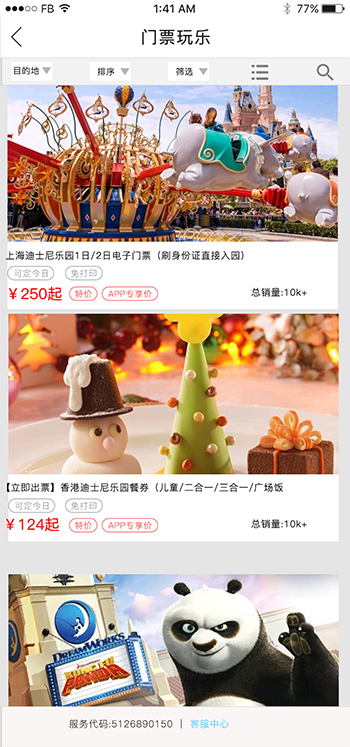 FB 1:41 AM 77%
门票玩乐
目的地 排序 筛选
上海迪士尼乐园1日/2日电子门票（刷身份证直接入园）
可定今日 免打印
￥250起 特价 APP专享价 总销量:10k+
【立即出票】香港迪士尼乐园餐券（儿童/二合一/三合一/广场饭
可定今日 免打印
￥124起 特价 APP专享价 总销量:10k+
DREAMWORKS
KUNG FU
PANDA
服务代码:5126890150 | 客服中心